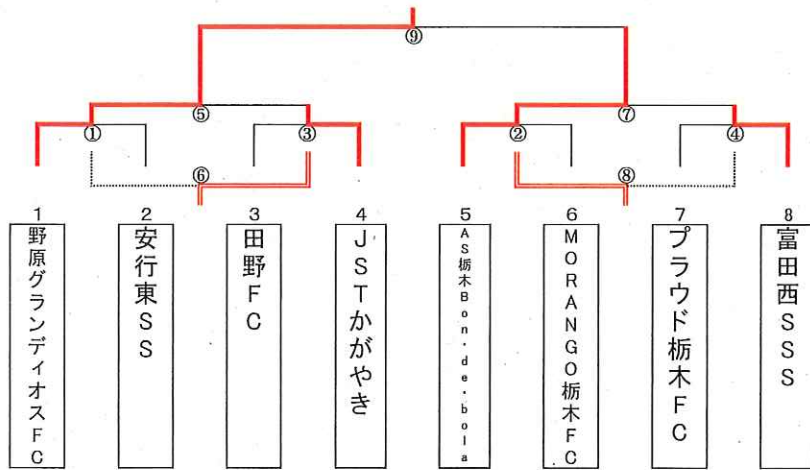 ⑨
⑤
⑦
①
③
②
④
⑥
⑧
1
2
3
4
5
6
7
8
野原グランディオスFC
安行東SS
田野FC
JSTかがやき
AS栃木Bon・de・bola
MORANGO栃木FC
プラウド栃木FC
富田西SSS